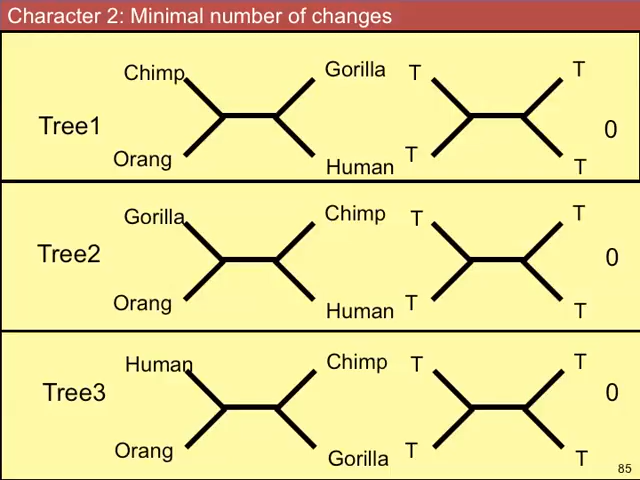 Character 2: Minimal number of changes
Chimp Gorilla T T
Tree1 0
Orang Human T T
Gorilla Chimp T T
Tree2 0
Orang Human T T
Human Chimp T T
Tree3 0
Orang Gorilla T T
85